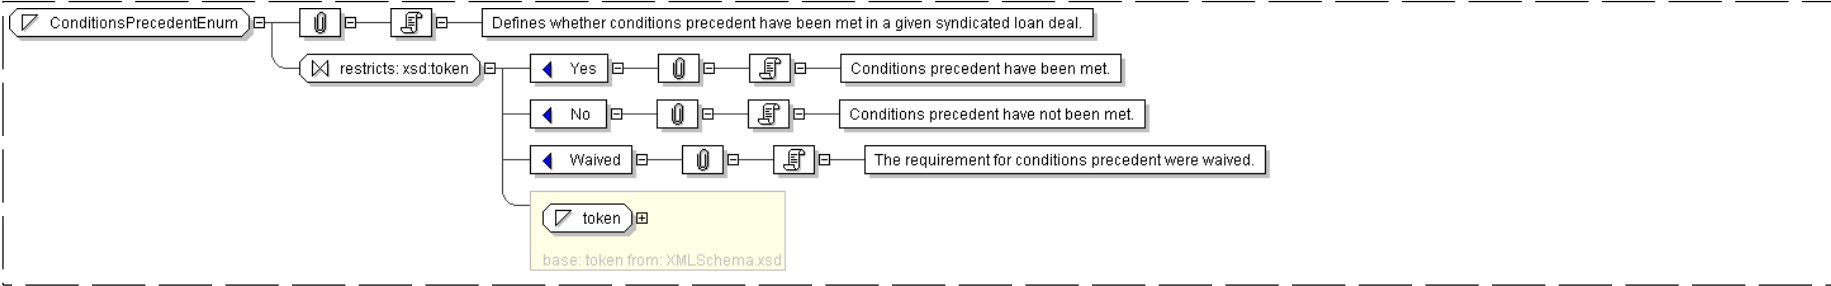 ConditionsPrecedentEnum Defines whether conditions precedent have been met in a given syndicated loan deal.
restricts: xsd:token Yes Conditions precedent have been met.
No Conditions precedent have not been met.
Waived The requirement for conditions precedent were waived.
token
base: token from: XMLSchema.xsd